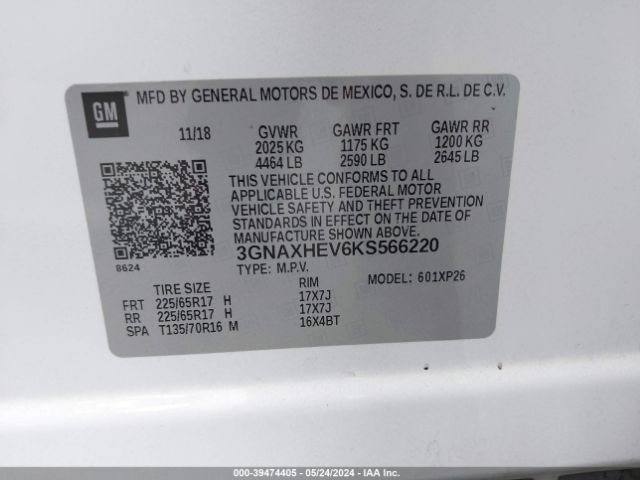 GM
MFD BY GENERAL MOTORS DE MEXICO, S. DE R.L. DE C.V.
11/18 GVWR GAWR FRT GAWR RR
2025 KG 1175 KG 1200 KG
4464 LB 2590 LB 2645 LB
THIS VEHICLE CONFORMS TO ALL
APPLICABLE U.S. FEDERAL MOTOR
VEHICLE SAFETY AND THEFT PREVENTION
STANDARDS IN EFFECT ON THE DATE OF
MANUFACTURE SHOWN ABOVE.
3GNAXHEV6KS566220
8624
TYPE: M.P.V.
MODEL: 601XP26
TIRE SIZE RIM
FRT 225/65R17 H 17X7J
RR 225/65R17 H 17X7J
SPA T135/70R16 M 16X4BT
000-39474405 - 05/24/2024 - IAA Inc.